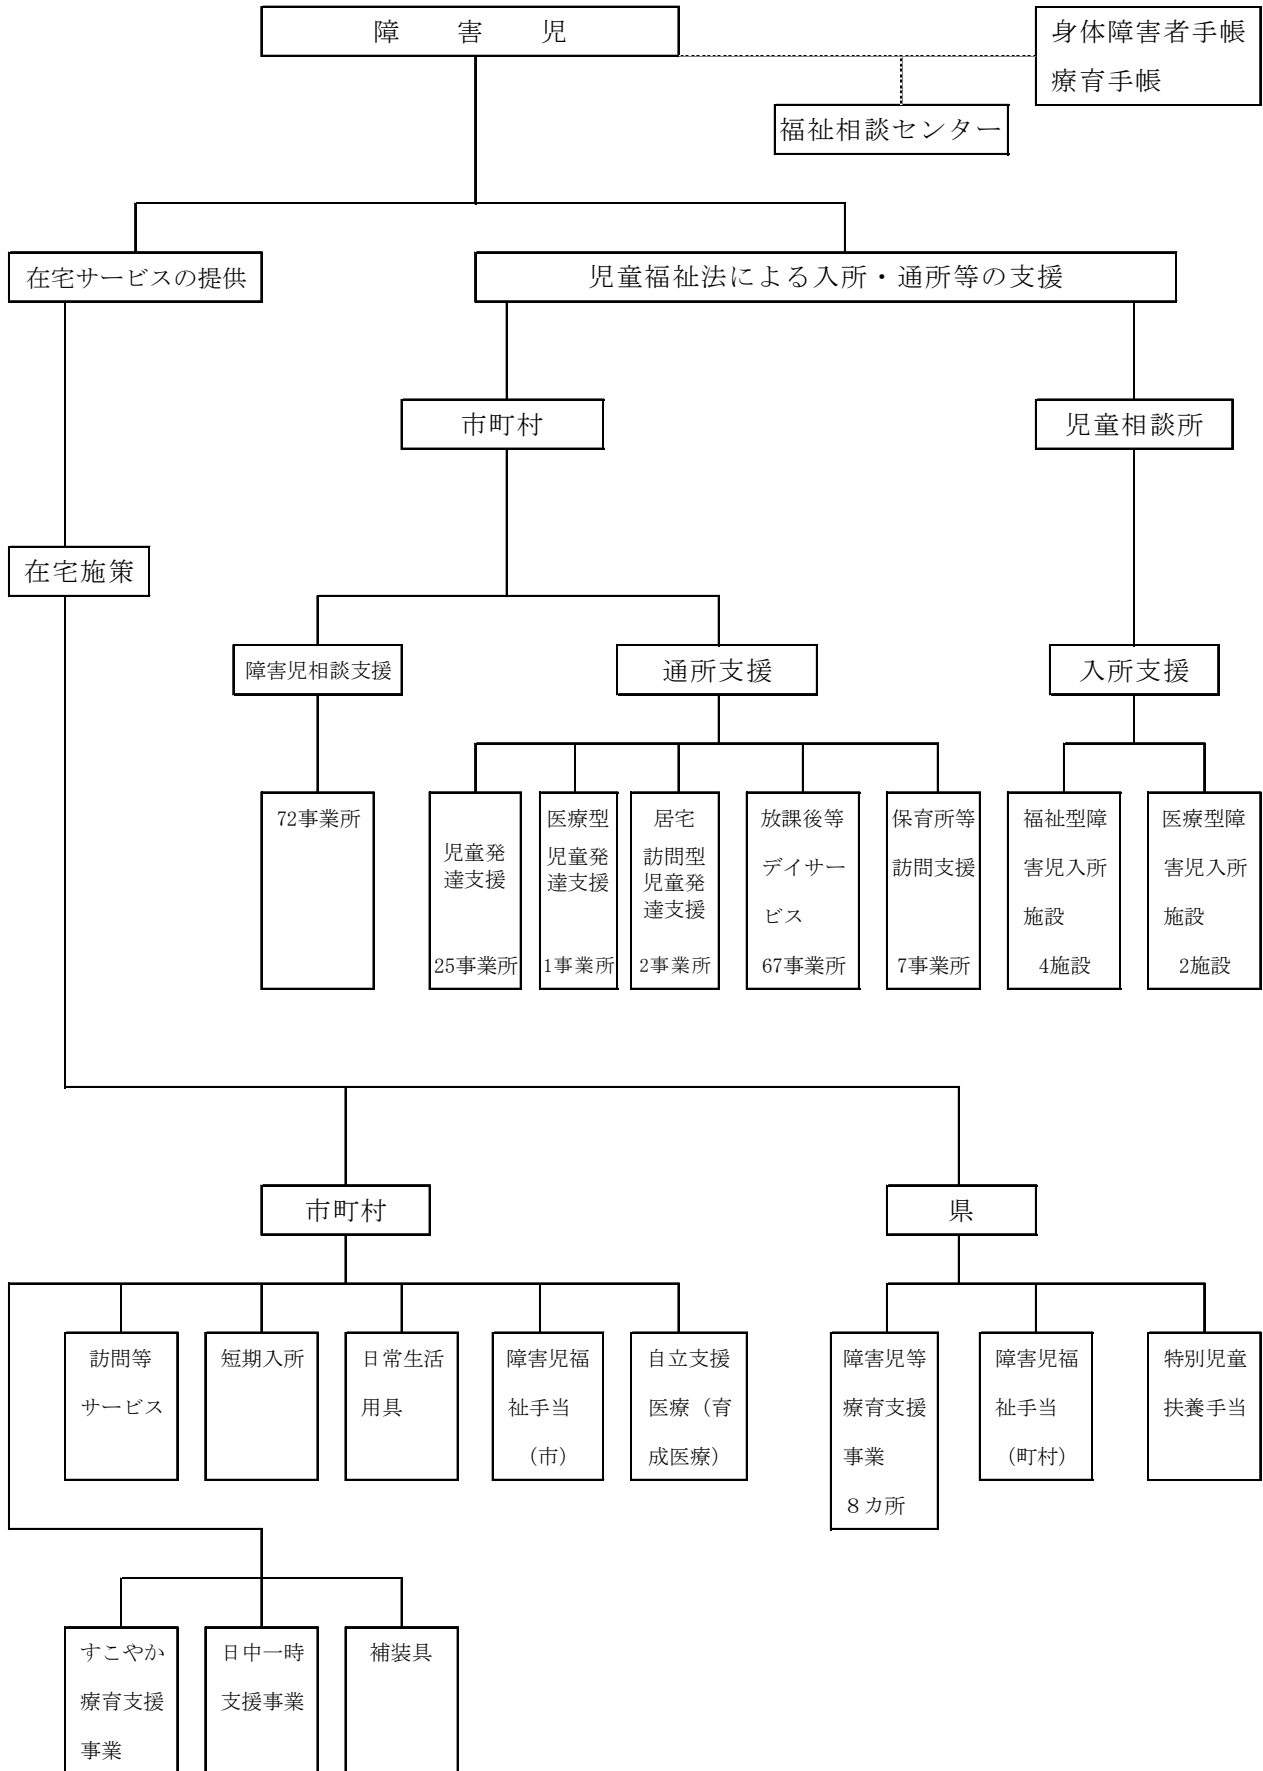 障　害　児
身体障害者手帳
療育手帳
福祉相談センター
在宅サービスの提供
児童福祉法による入所・通所等の支援
市町村
児童相談所
在宅施策
障害児相談支援
通所支援
入所支援
72事業所
児童発
達支援
25事業所
医療型
児童発
達支援
1事業所
居宅
訪問型
児童発
達支援
2事業所
放課後等
デイサー
ビス
67事業所
保育所等
訪問支援
7事業所
福祉型障
害児入所
施設
4施設
医療型障
害児入所
施設
2施設
市町村
県
訪問等
サービス
短期入所
日常生活
用具
障害児福
祉手当
（市）
自立支援
医療（育
成医療）
障害児等
療育支援
事業
８カ所
障害児福
祉手当
（町村）
特別児童
扶養手当
すこやか
療育支援
事業
日中一時
支援事業
補装具